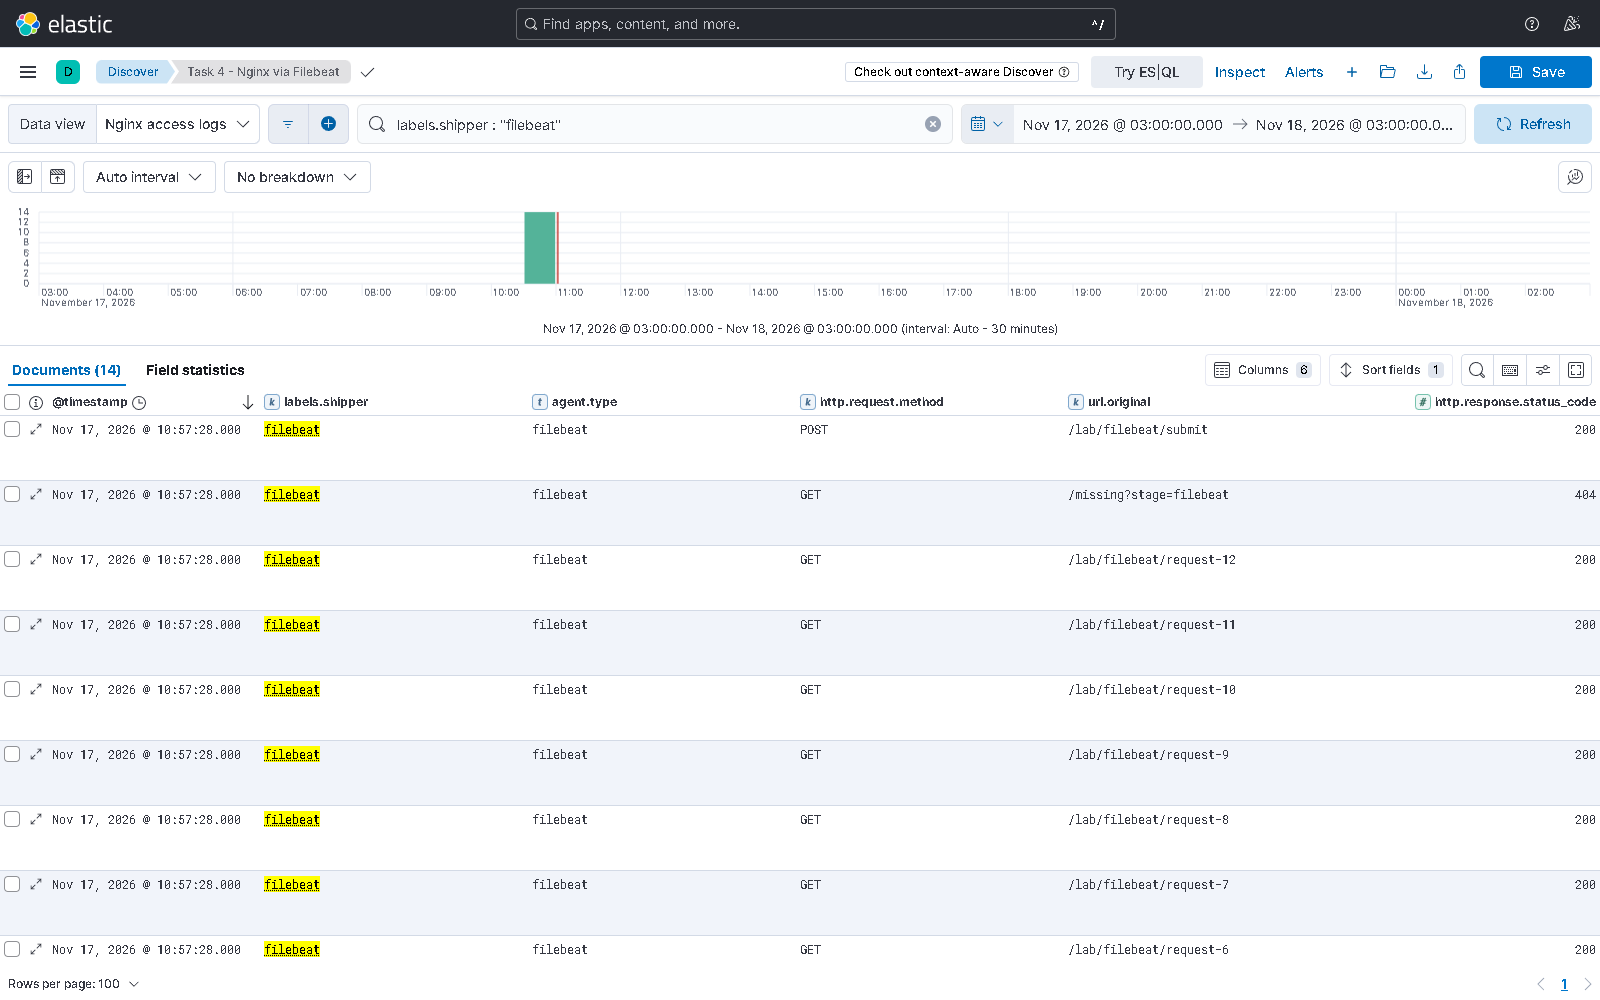 elastic
Find apps, content, and more.
^/
D
Discover
Task 4 - Nginx via Filebeat
Check out context-aware Discover
Try ES|QL
Inspect
Alerts
Save
Data view
Nginx access logs
labels.shipper : "filebeat"
Nov 17, 2026 @ 03:00:00.000
Nov 18, 2026 @ 03:00:00.0...
Refresh
Auto interval
No breakdown
14
12
10
8
6
4
2
0
03:00 04:00 05:00 06:00 07:00 08:00 09:00 10:00 11:00 12:00 13:00 14:00 15:00 16:00 17:00 18:00 19:00 20:00 21:00 22:00 23:00 00:00 01:00 02:00
November 17, 2026 November 18, 2026
Nov 17, 2026 @ 03:00:00.000 - Nov 18, 2026 @ 03:00:00.000 (interval: Auto - 30 minutes)
Documents (14)
Field statistics
Columns 6
Sort fields 1
@timestamp k labels.shipper t agent.type k http.request.method k url.original # http.response.status_code
Nov 17, 2026 @ 10:57:28.000 filebeat filebeat POST /lab/filebeat/submit 200
Nov 17, 2026 @ 10:57:28.000 filebeat filebeat GET /missing?stage=filebeat 404
Nov 17, 2026 @ 10:57:28.000 filebeat filebeat GET /lab/filebeat/request-12 200
Nov 17, 2026 @ 10:57:28.000 filebeat filebeat GET /lab/filebeat/request-11 200
Nov 17, 2026 @ 10:57:28.000 filebeat filebeat GET /lab/filebeat/request-10 200
Nov 17, 2026 @ 10:57:28.000 filebeat filebeat GET /lab/filebeat/request-9 200
Nov 17, 2026 @ 10:57:28.000 filebeat filebeat GET /lab/filebeat/request-8 200
Nov 17, 2026 @ 10:57:28.000 filebeat filebeat GET /lab/filebeat/request-7 200
Nov 17, 2026 @ 10:57:28.000 filebeat filebeat GET /lab/filebeat/request-6 200
Rows per page: 100
1